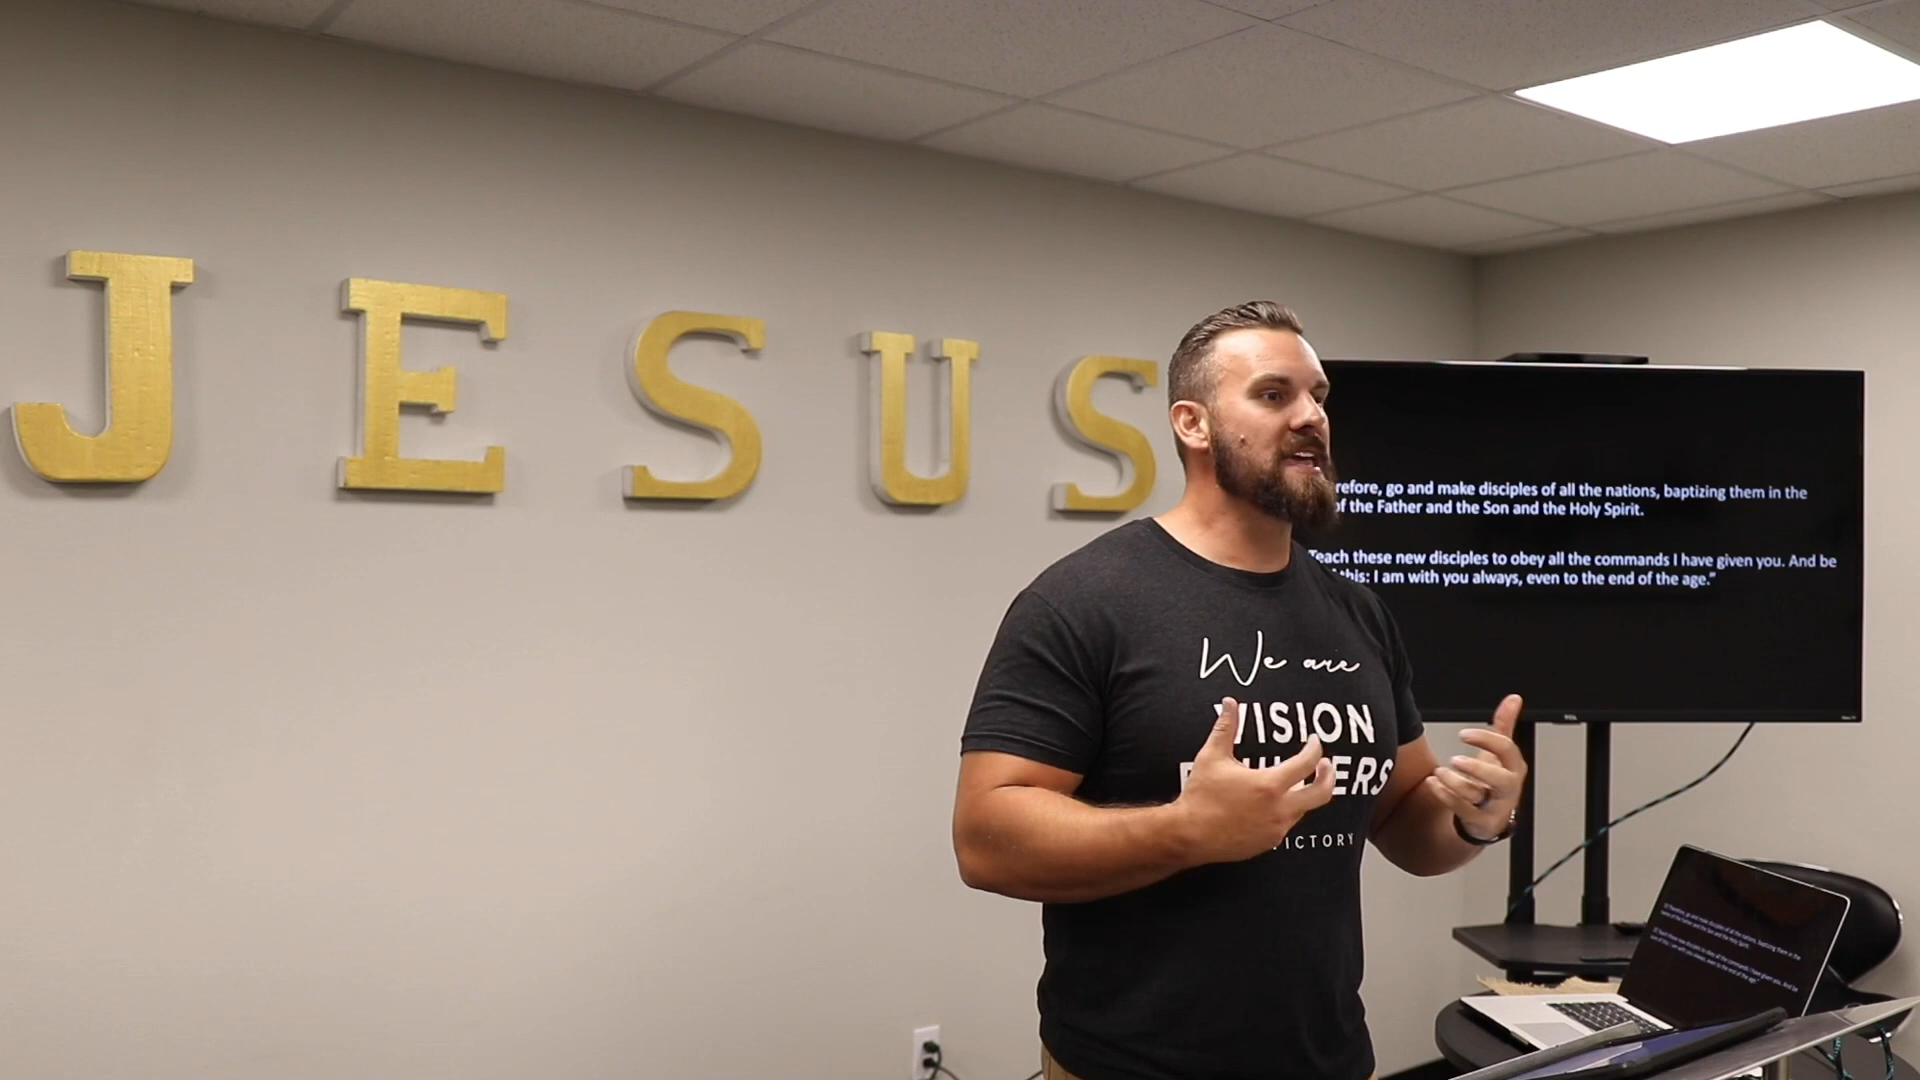 JESUS
refore, go and make disciples of all the nations, baptizing them in the
of the Father and the Son and the Holy Spirit.
Teach these new disciples to obey all the commands I have given you. And be
this: I am with you always, even to the end of the age."
We are
VISION
ERS
ICTORY
TCL